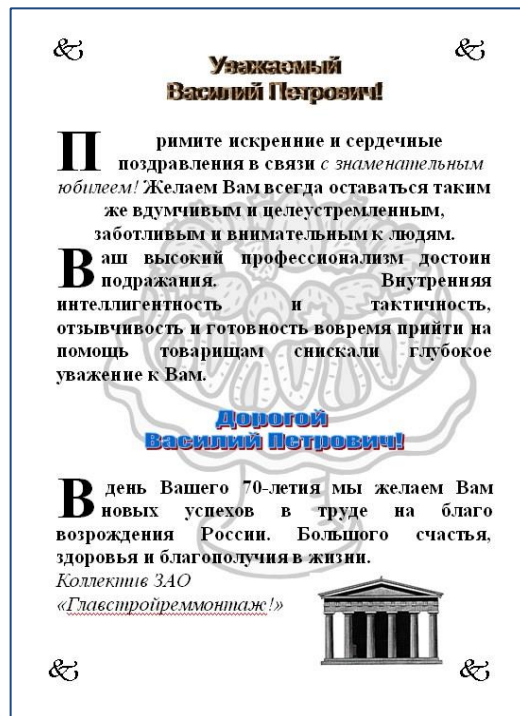 Уважаемый
Василий Петрович!
Примите искренние и сердечные
поздравления в связи с знаменательным
юбилеем! Желаем Вам всегда оставаться таким
же вдумчивым и целеустремленным,
заботливым и внимательным к людям.
Ваш высокий профессионализм достоин
подражания. Внутренняя
интеллигентность и тактичность,
отзывчивость и готовность вовремя прийти на
помощь товарищам снискали глубокое
уважение к Вам.
Дорогой
Василий Петрович!
В день Вашего 70-летия мы желаем Вам
новых успехов в труде на благо
возрождения России. Большого счастья,
здоровья и благополучия в жизни.
Коллектив ЗАО
«Главстройреммонтаж!»